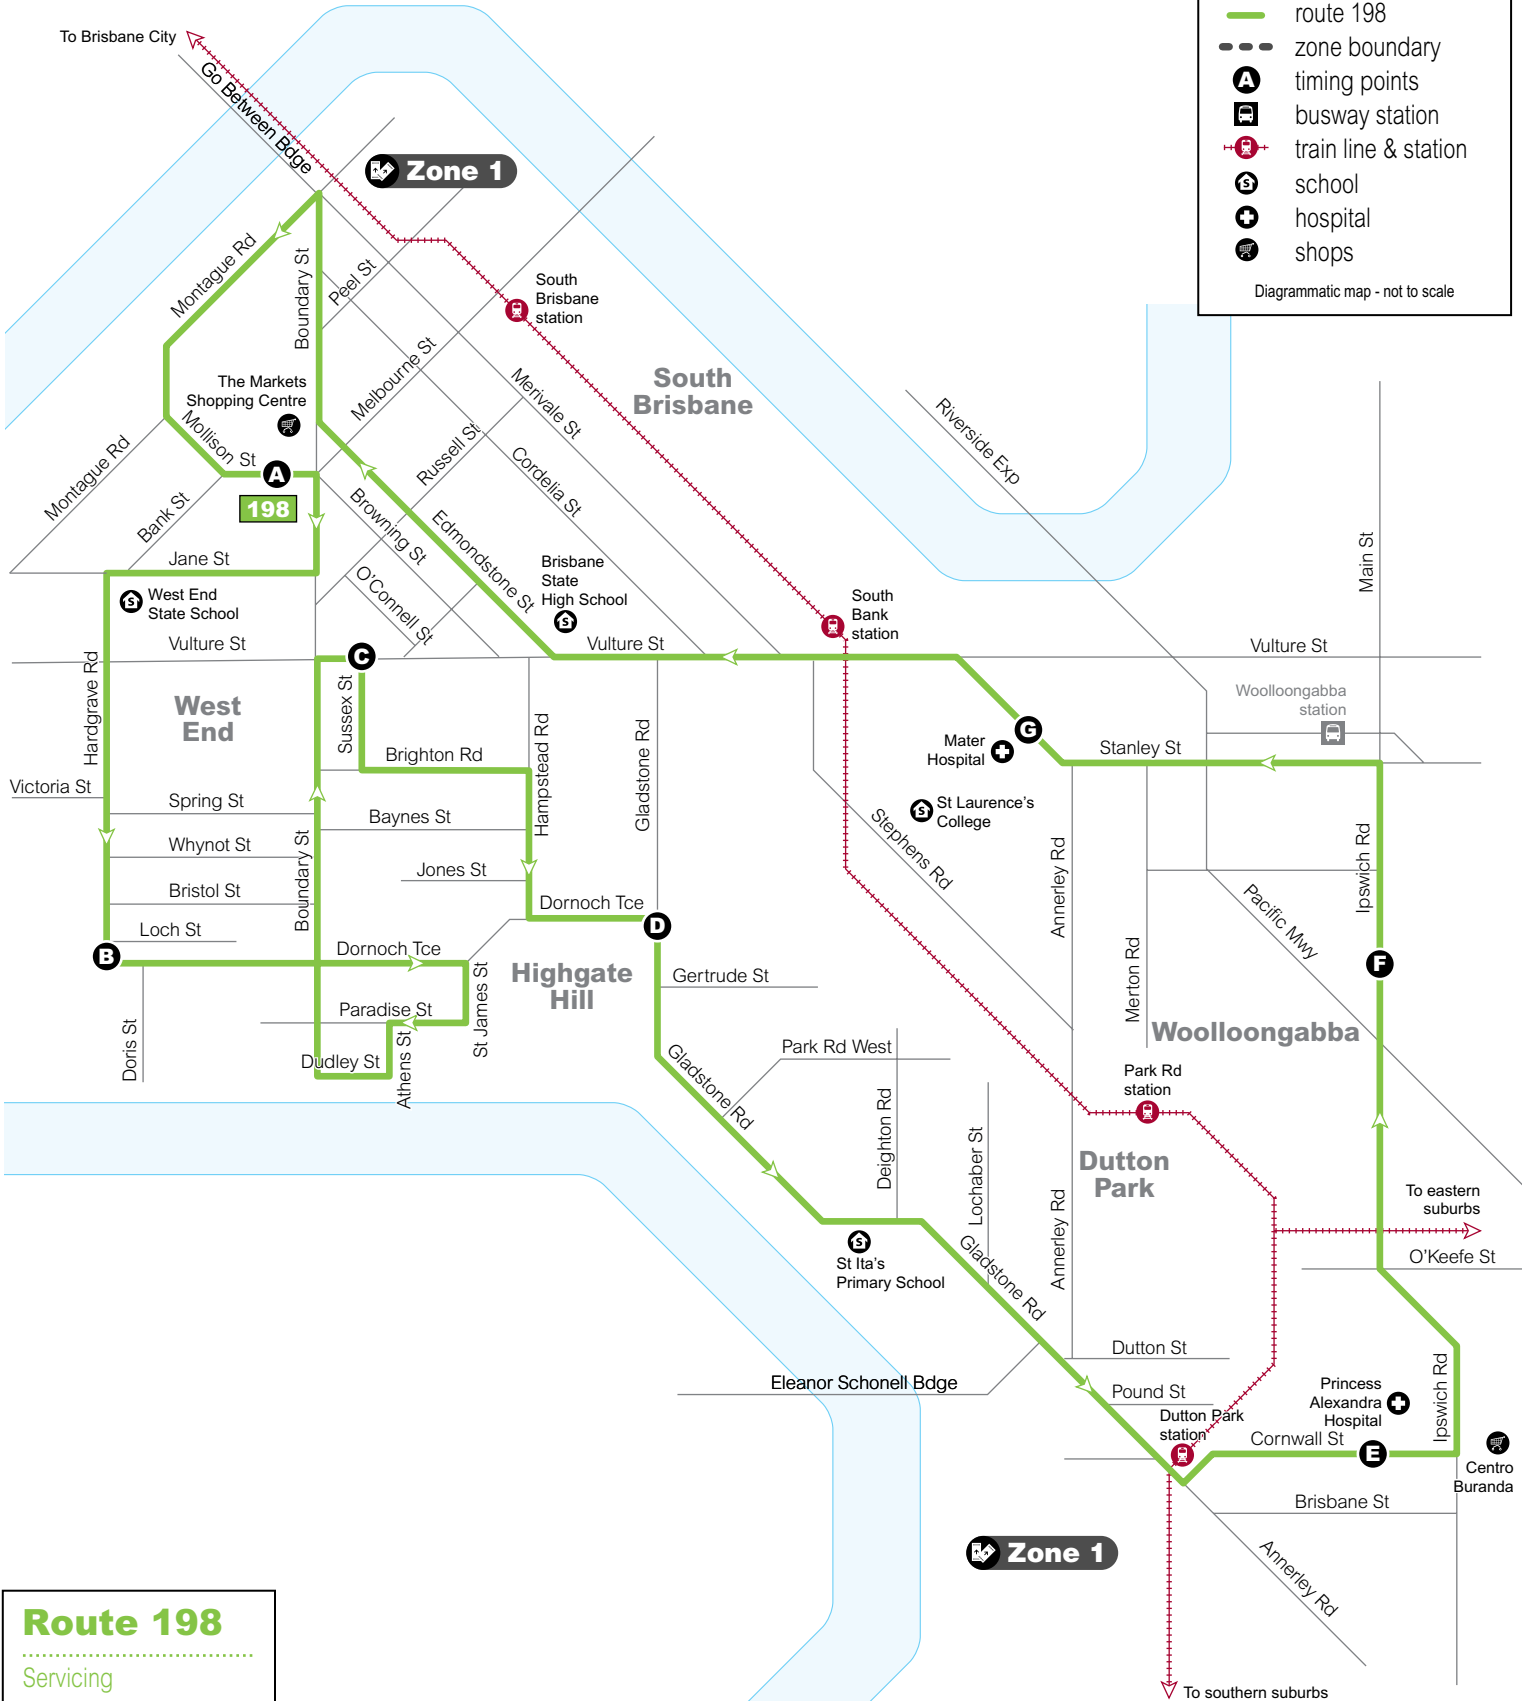 route 198
zone boundary
A timing points
busway station
train line & station
S school
hospital
shops
Diagrammatic map - not to scale
To Brisbane City
Go Between Bdge
Zone 1
Montague Rd
Boundary St
Peel St
South
Brisbane
station
Melbourne St
Merivale St
South
Brisbane
The Markets
Shopping Centre
Riverside Exp
Mollison St
Montague Rd
Russell St
Cordelia St
A
198
Bank St
Browning St
Edmondstone St
Main St
Jane St
O'Connell St
Brisbane
State
High School
S
S
West End
State School
South
Bank
station
Vulture St
C
Vulture St
Vulture St
Hardgrave Rd
West
End
Sussex St
Woolloongabba
station
Hampstead Rd
Gladstone Rd
G
Mater
Hospital
Stanley St
Brighton Rd
Victoria St
Spring St
Baynes St
S
St Laurence's
College
Whynot St
Stephens Rd
Annerley Rd
Ipswich Rd
Jones St
Boundary St
Bristol St
Dornoch Tce
Pacific Mwy
Loch St
D
B
Dornoch Tce
Highgate
Hill
Gertrude St
Merton Rd
F
St James St
Paradise St
Doris St
Dudley St
Athens St
Woolloongabba
Gladstone Rd
Park Rd West
Park Rd
station
Deighton Rd
Lochaber St
Dutton
Park
Annerley Rd
To eastern
suburbs
S
St Ita's
Primary School
Gladstone Rd
O'Keefe St
Dutton St
Eleanor Schonell Bdge
Pound St
Princess
Alexandra
Hospital
Ipswich Rd
Dutton Park
station
Cornwall St
E
Centro
Buranda
Brisbane St
Zone 1
Annerley Rd
Route 198
Servicing
To southern suburbs